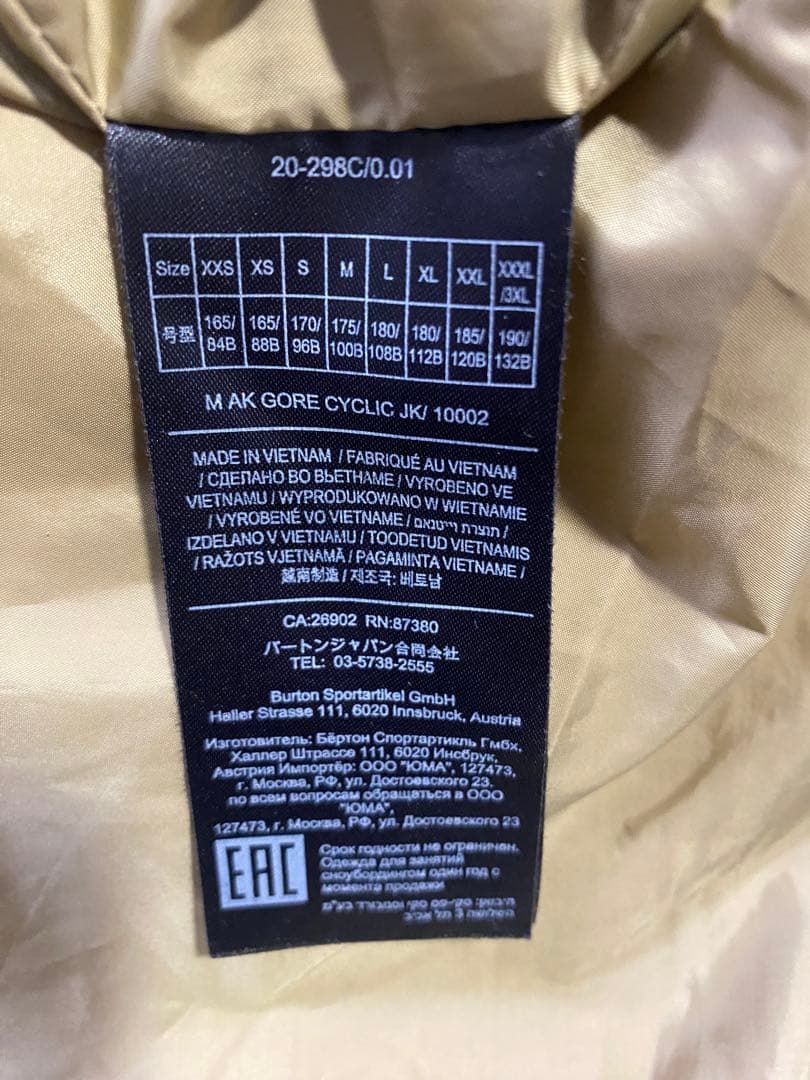 20-298C/0.01
Size XXS XS S M L XL XXL XXXL/3XL
号型 165/84B 165/88B 170/96B 175/100B 180/108B 180/112B 185/120B 190/132B
M AK GORE CYCLIC JK/ 10002
MADE IN VIETNAM / FABRIQUÉ AU VIETNAM
/ СДЕЛАНО ВО ВЬЕТНАМЕ / VYROBENO VE
VIETNAMU / WYPRODUKOWANO W WIETNAMIE
/ VYROBENÉ VO VIETNAME / תוצרת וייטנאם /
IZDELANO V VIETNAMU / TOODETUD VIETNAMIS
/ RAŽOTS VJETNAMĀ / PAGAMINTA VIETNAME /
越南制造 / 제조국: 베트남
CA:26902 RN:87380
バートンジャパン合同会社
TEL: 03-5738-2555
Burton Sportartikel GmbH
Haller Strasse 111, 6020 Innsbruck, Austria
Изготовитель: Бёртон Спортартикль Гмбх,
Халлер Штрассе 111, 6020 Инсбрук,
Австрия Импортёр: ООО "ЮМА", 127473,
г. Москва, РФ, ул. Достоевского 23,
по всем вопросам обращаться в ООО
"ЮМА",
127473, г. Москва, РФ, ул. Достоевского 23
EAC
Срок годности не ограничен.
Одежда для занятий
сноубордингом один год с
момента продажи